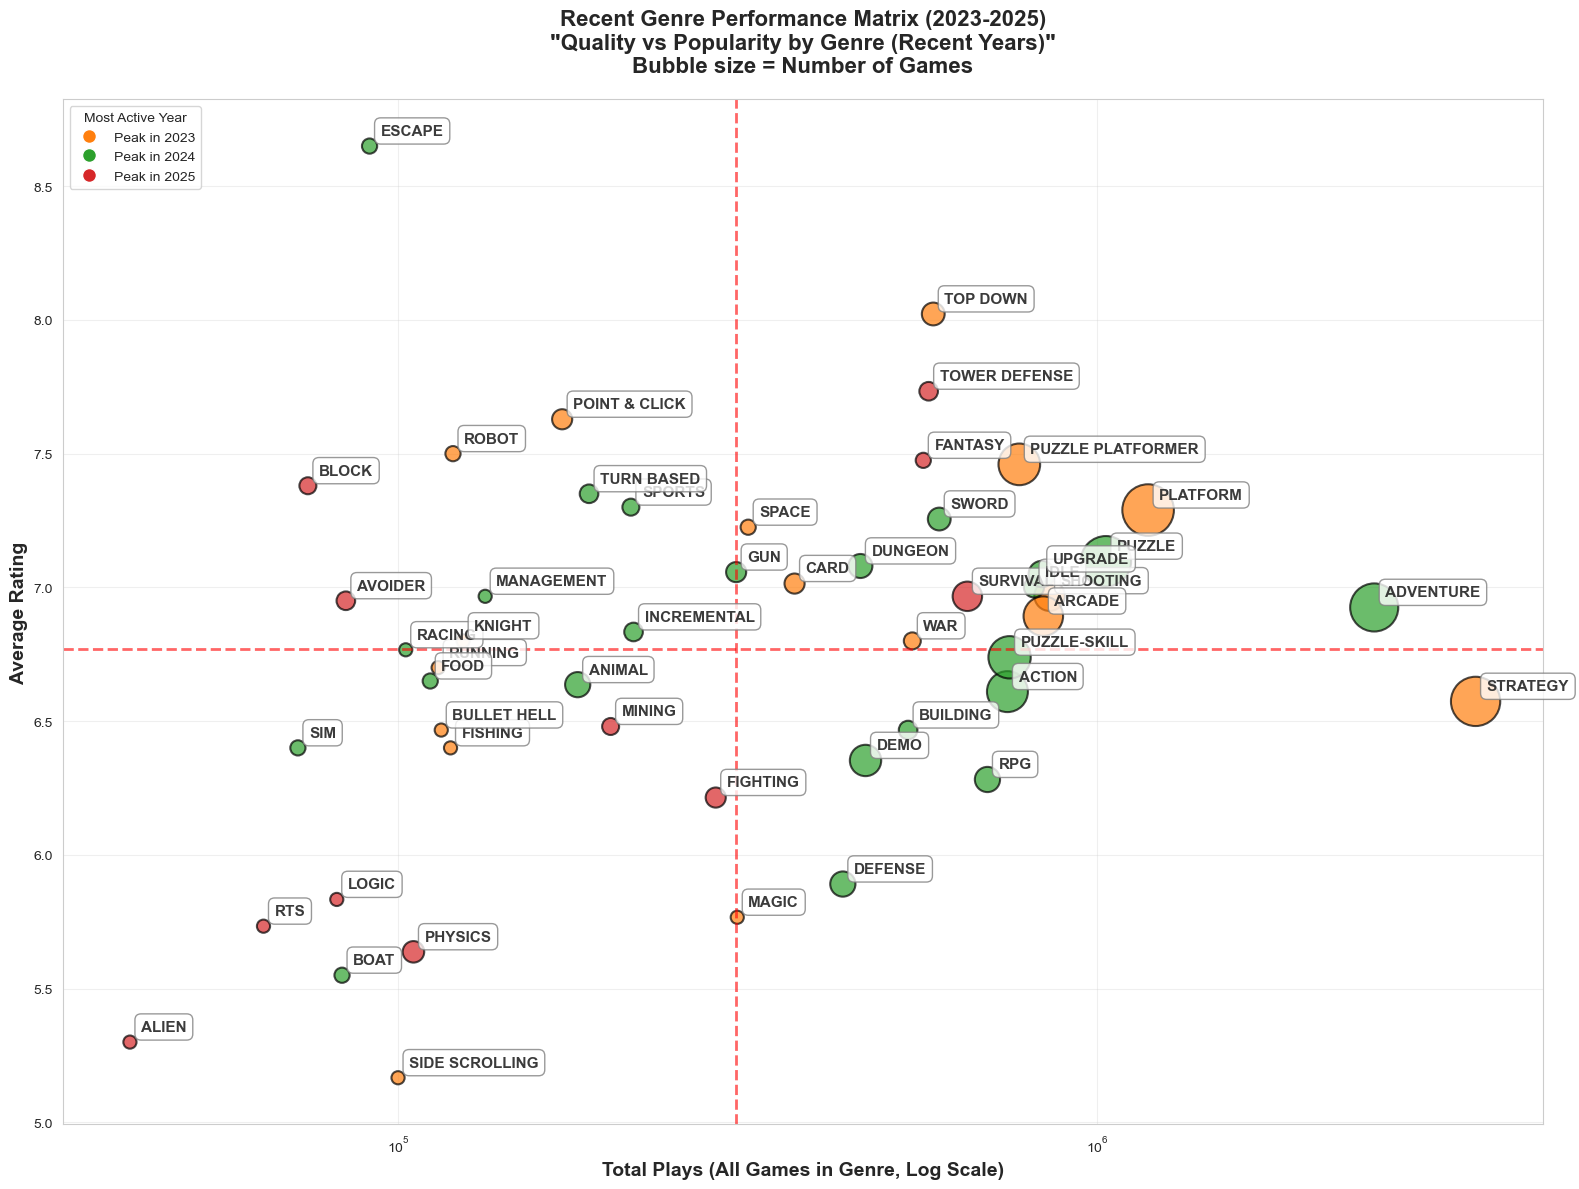 Recent Genre Performance Matrix (2023-2025)
"Quality vs Popularity by Genre (Recent Years)"
Bubble size = Number of Games
Most Active Year
Peak in 2023
Peak in 2024
Peak in 2025
ESCAPE
8.5
TOP DOWN
8.0
TOWER DEFENSE
POINT & CLICK
ROBOT
FANTASY
PUZZLE PLATFORMER
7.5
BLOCK
TURN BASED
SPORTS
PLATFORM
SWORD
SPACE
PUZZLE
GUN
DUNGEON
UPGRADE
CARD
IDLE
AVOIDER
MANAGEMENT
SURVIVAL
SHOOTING
7.0
ADVENTURE
ARCADE
INCREMENTAL
KNIGHT
WAR
RACING
PUZZLE-SKILL
RUNNING
FOOD
ANIMAL
ACTION
STRATEGY
MINING
BULLET HELL
BUILDING
6.5
SIM
FISHING
DEMO
RPG
FIGHTING
6.0
LOGIC
DEFENSE
RTS
MAGIC
PHYSICS
BOAT
5.5
ALIEN
SIDE SCROLLING
5.0
10^5
10^6
Average Rating
Total Plays (All Games in Genre, Log Scale)